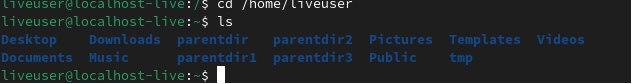 liveuser@localhost-live:/$ cd /home/liveuser
liveuser@localhost-live:~$ ls
Desktop    Downloads  parentdir   parentdir2  Pictures  Templates  Videos
Documents  Music      parentdir1  parentdir3  Public    tmp
liveuser@localhost-live:~$